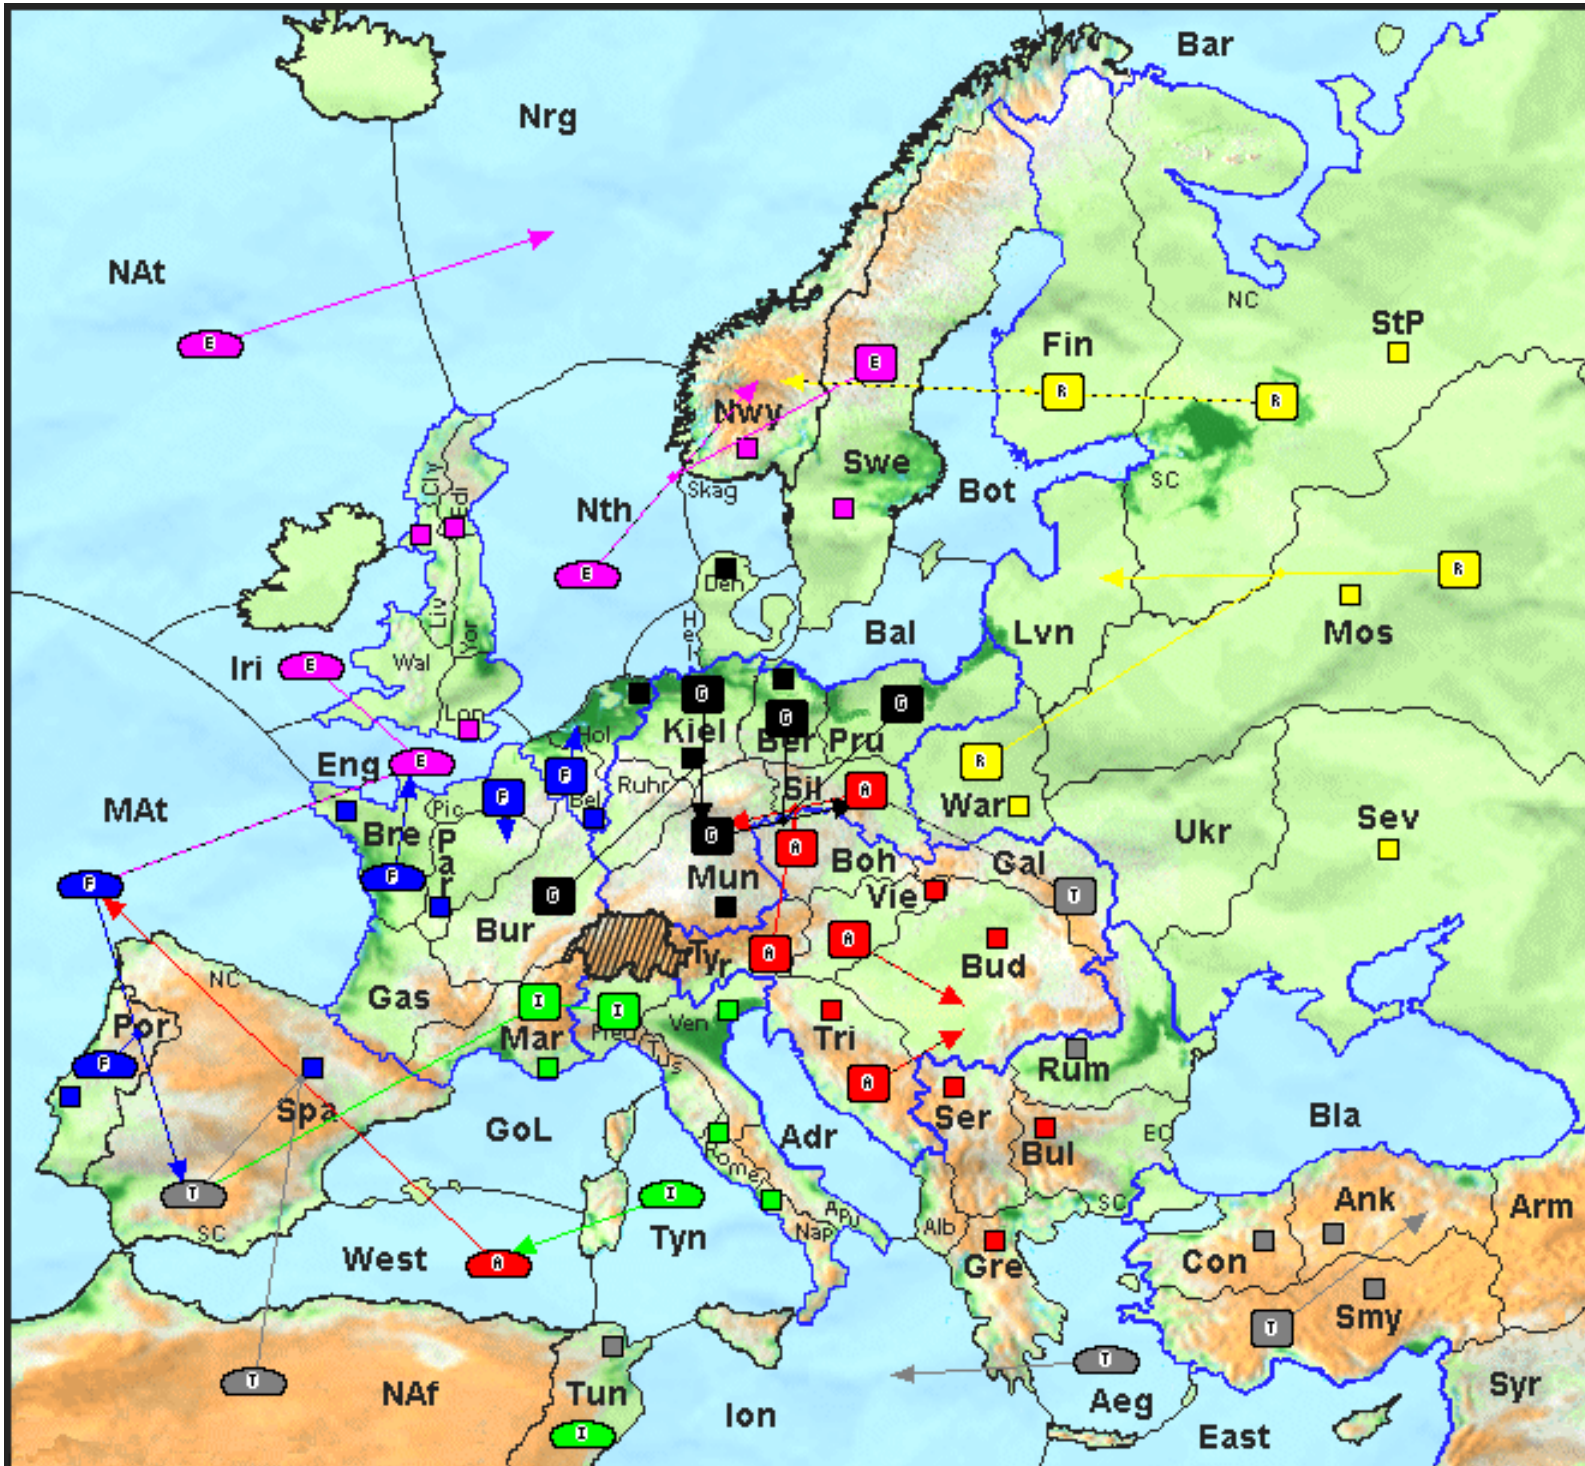 Bar
Nrg
NAt
NC
StP
Fin
E
E
R
R
Nwy
Swe
SC
Cly
Edi
Skag
Bot
Nth
E
R
Den
Liv
Yor
Hel
Bal
Lvn
Mos
Iri
E
Wal
Lon
G
Kiel
G
Ber
Pru
G
Hol
Eng
E
F
F
Ruhr
Sil
A
R
War
MAt
Pic
Bel
Bre
Par
G
A
Boh
Ukr
Sev
Gal
F
F
Mun
Vie
G
T
Bur
A
A
Tyr
Bud
NC
Gas
I
I
Por
Mar
Pied
Ven
Tri
Tus
F
Rum
A
Ser
Spa
GoL
Adr
Bul
EC
Bla
Rome
T
I
Apu
Ank
Arm
SC
SC
Nap
Alb
West
A
Tyn
Gre
Con
Smy
T
T
T
NAf
Tun
Aeg
Syr
Ion
I
East